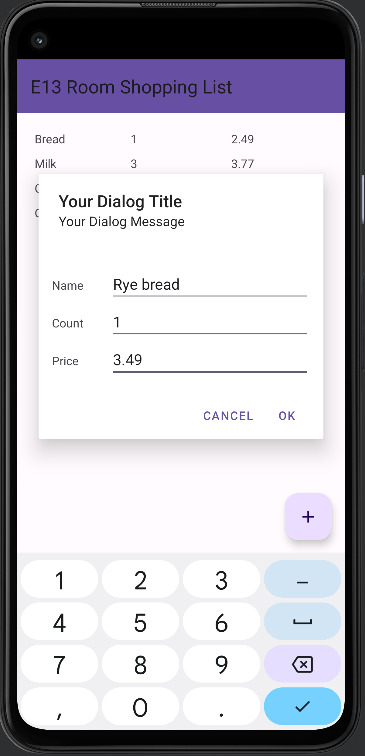 E13 Room Shopping List
Bread 1 2.49
Milk 3 3.77
Your Dialog Title
Your Dialog Message
Name Rye bread
Count 1
Price 3.49
CANCEL OK
+
1 2 3 –
4 5 6
7 8 9
, 0 .